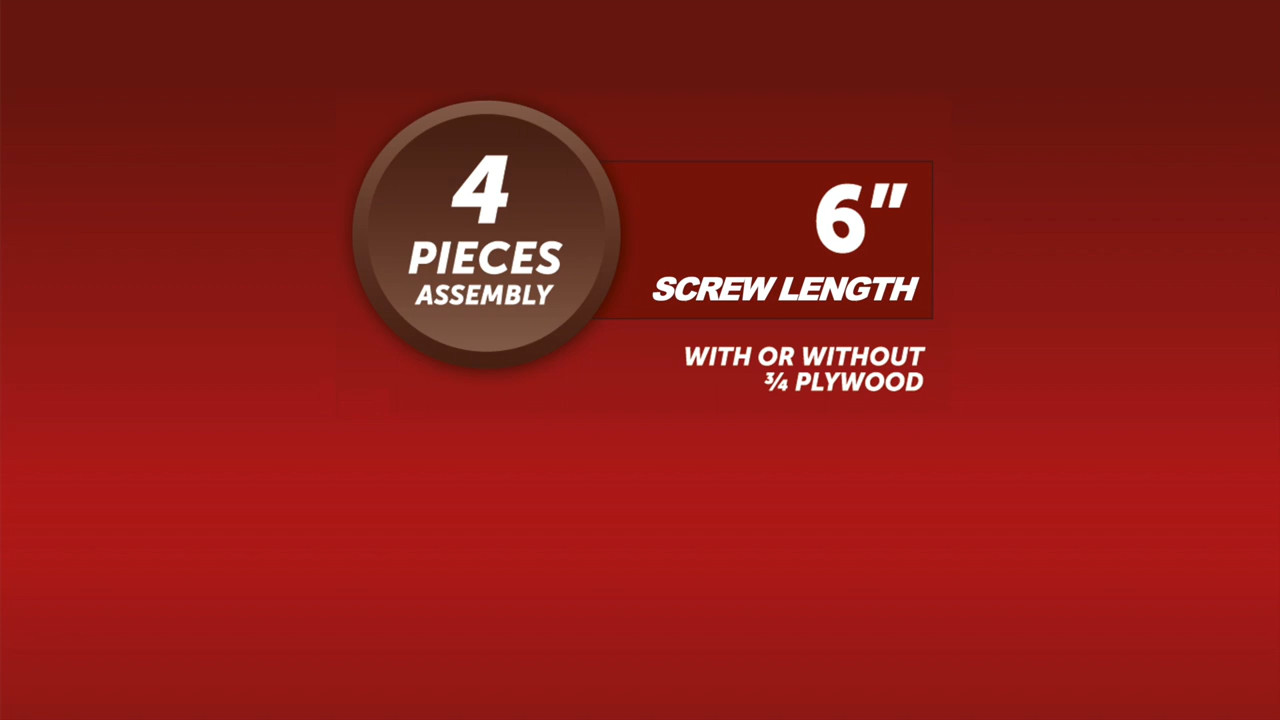 4
PIECES
ASSEMBLY
6"
SCREW LENGTH
WITH OR WITHOUT
¾ PLYWOOD